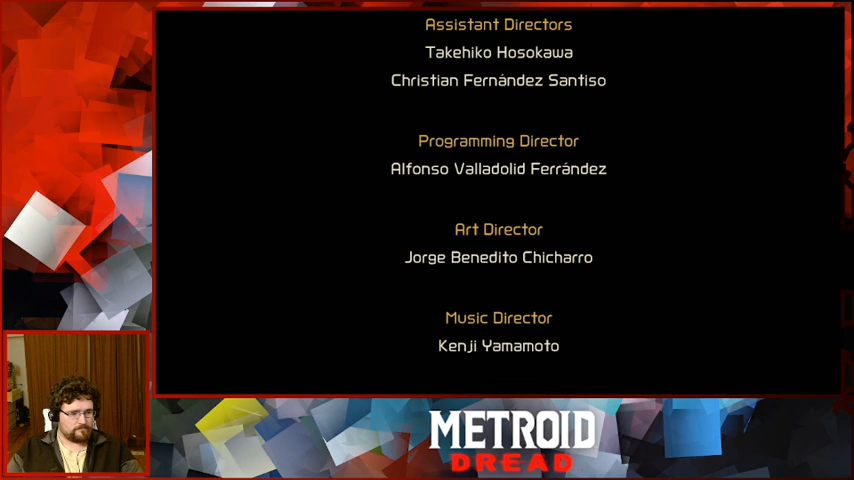 Assistant Directors
Takehiko Hosokawa
Christian Fernández Santiso
Programming Director
Alfonso Valladolid Ferrández
Art Director
Jorge Benedito Chicharro
Music Director
Kenji Yamamoto
METROID
DREAD